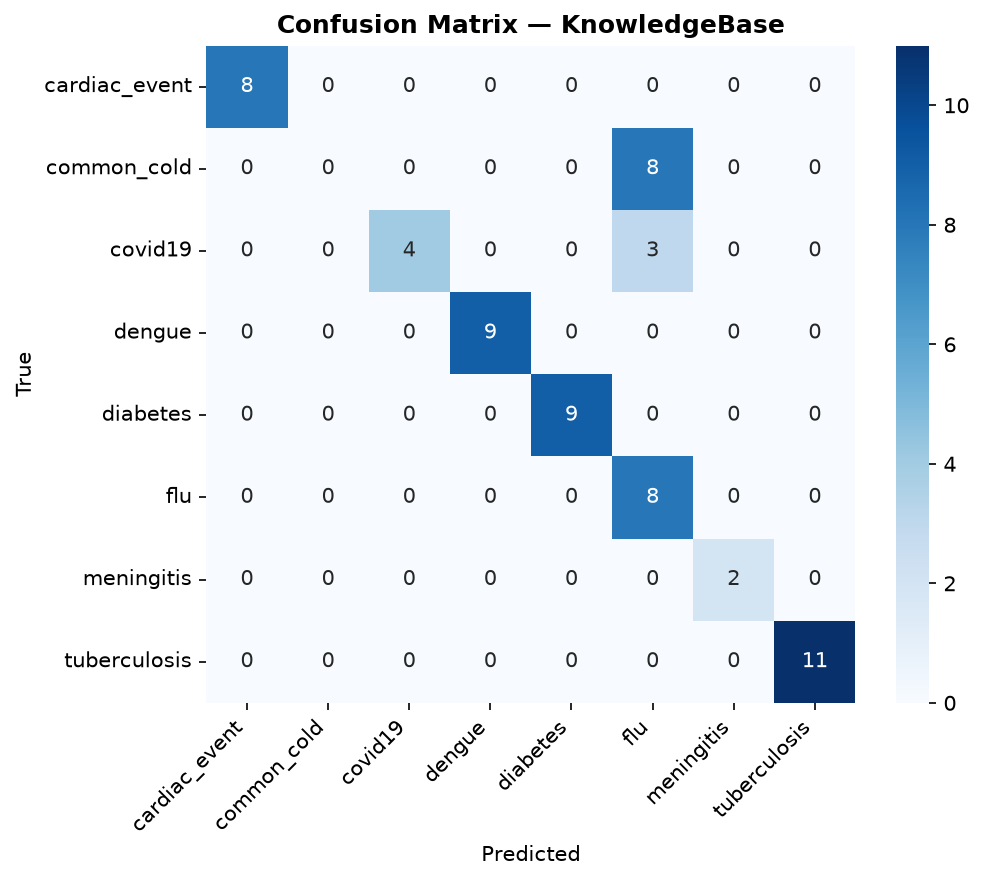 Confusion Matrix — KnowledgeBase
True
cardiac_event 8 0 0 0 0 0 0 0
common_cold 0 0 0 0 0 8 0 0
covid19 0 0 4 0 0 3 0 0
dengue 0 0 0 9 0 0 0 0
diabetes 0 0 0 0 9 0 0 0
flu 0 0 0 0 0 8 0 0
meningitis 0 0 0 0 0 0 2 0
tuberculosis 0 0 0 0 0 0 0 11
cardiac_event common_cold covid19 dengue diabetes flu meningitis tuberculosis
Predicted
10
8
6
4
2
0